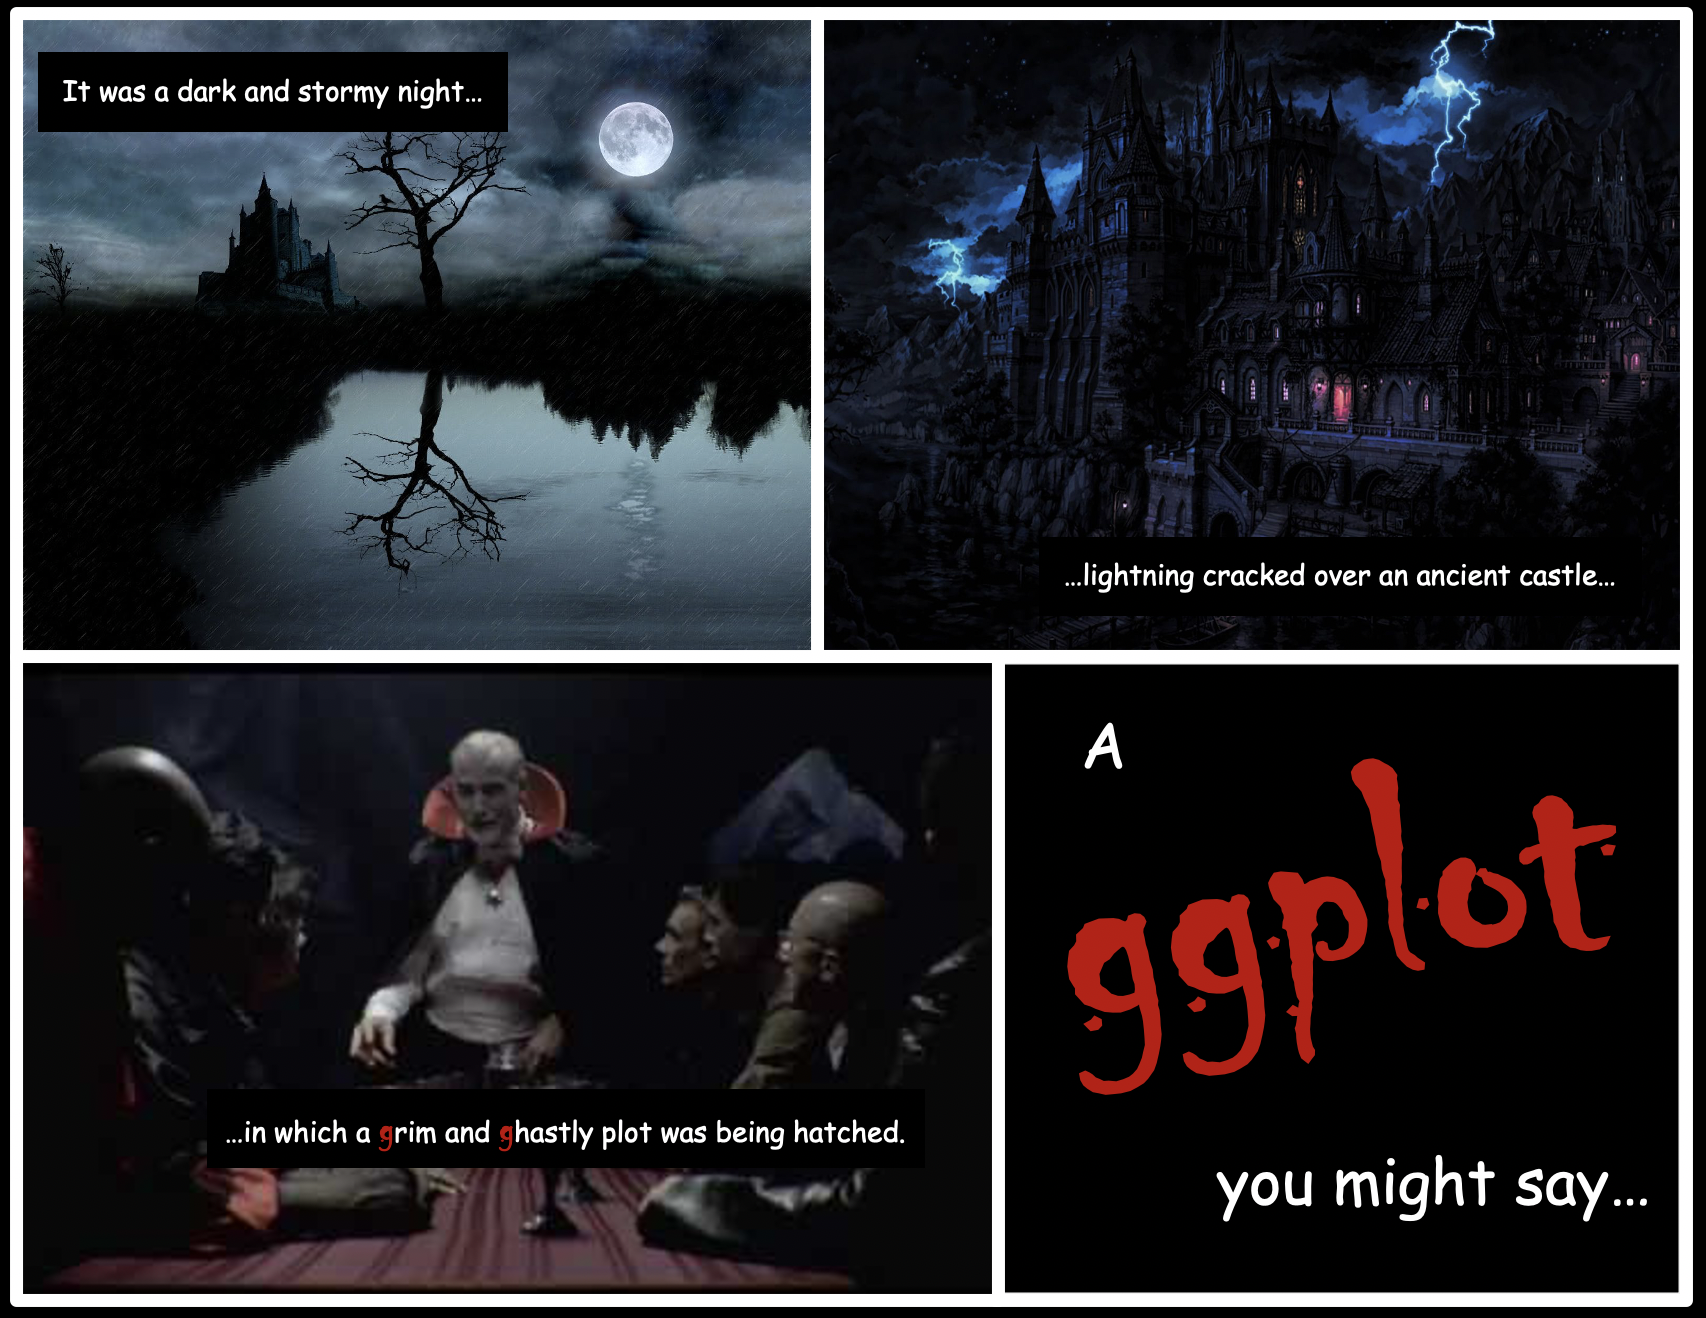 It was a dark and stormy night...
...lightning cracked over an ancient castle...
...in which a grim and ghastly plot was being hatched.
A
ggplot
you might say...